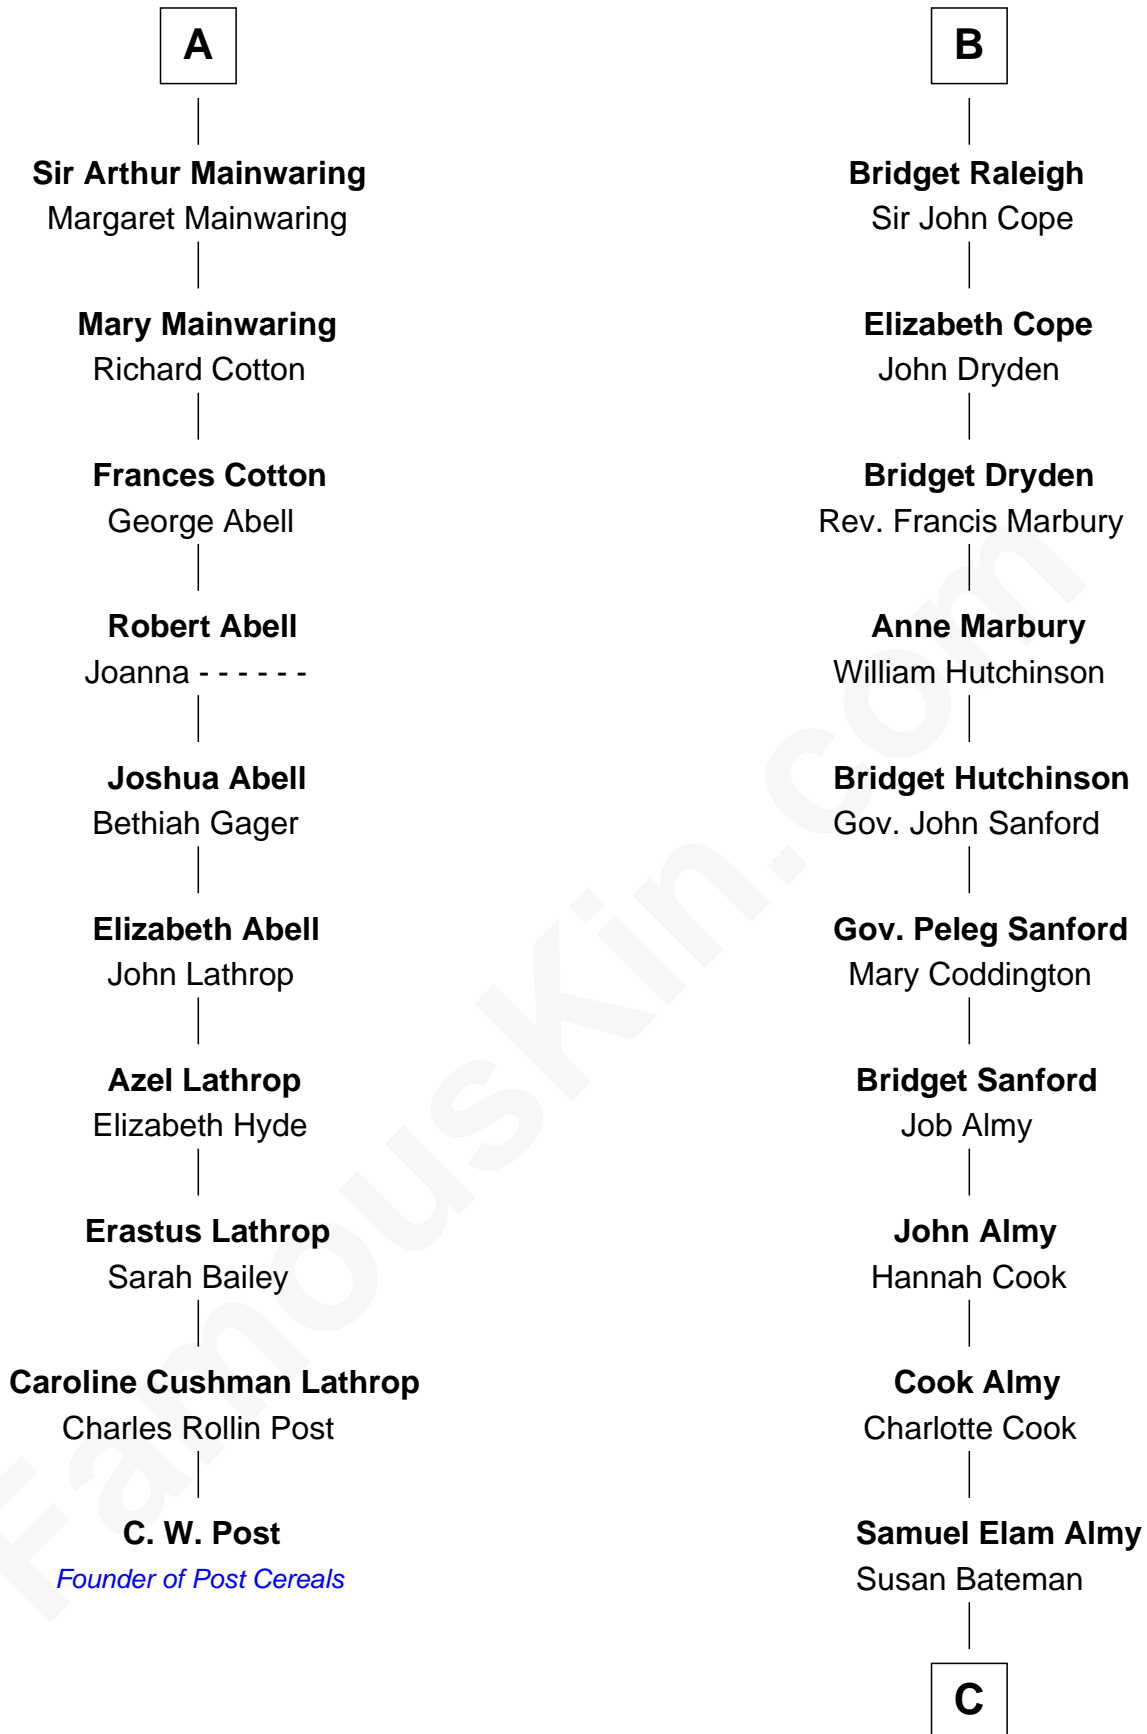 A
Sir Arthur Mainwaring
Margaret Mainwaring
Mary Mainwaring
Richard Cotton
Frances Cotton
George Abell
Robert Abell
Joanna - - - - - -
Joshua Abell
Bethiah Gager
Elizabeth Abell
John Lathrop
Azel Lathrop
Elizabeth Hyde
Erastus Lathrop
Sarah Bailey
Caroline Cushman Lathrop
Charles Rollin Post
C. W. Post
Founder of Post Cereals
B
Bridget Raleigh
Sir John Cope
Elizabeth Cope
John Dryden
Bridget Dryden
Rev. Francis Marbury
Anne Marbury
William Hutchinson
Bridget Hutchinson
Gov. John Sanford
Gov. Peleg Sanford
Mary Coddington
Bridget Sanford
Job Almy
John Almy
Hannah Cook
Cook Almy
Charlotte Cook
Samuel Elam Almy
Susan Bateman
C
FamousKin.com